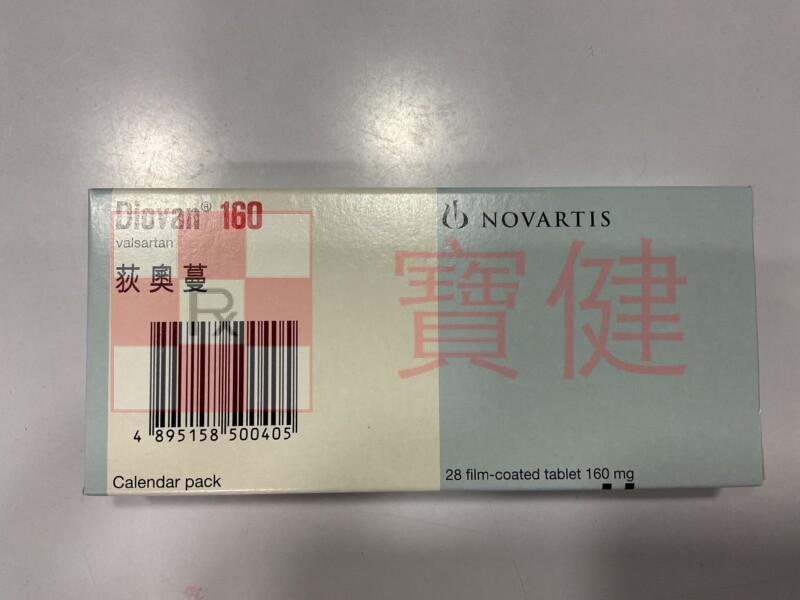 Diovan® 160
valsartan
荻奧蔓
Rx
4 895158 500405
Calendar pack
NOVARTIS
寶健
28 film-coated tablet 160 mg